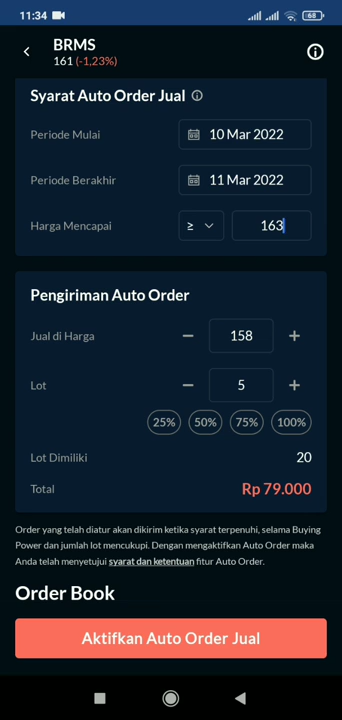 11:34
68
BRMS
161 (-1,23%)
Syarat Auto Order Jual
Periode Mulai
10 Mar 2022
Periode Berakhir
11 Mar 2022
Harga Mencapai
≥
163
Pengiriman Auto Order
Jual di Harga
− 158 +
Lot
− 5 +
25% 50% 75% 100%
Lot Dimiliki
20
Total
Rp 79.000
Order yang telah diatur akan dikirim ketika syarat terpenuhi, selama Buying
Power dan jumlah lot mencukupi. Dengan mengaktifkan Auto Order maka
Anda telah menyetujui syarat dan ketentuan fitur Auto Order.
Order Book
Aktifkan Auto Order Jual